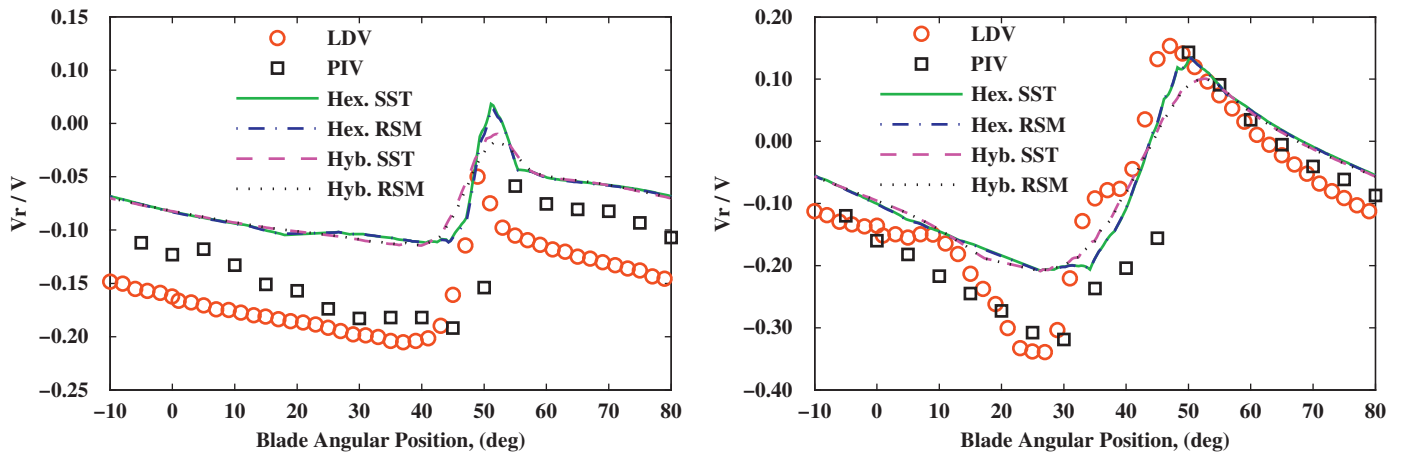 0.15
0.10
0.05
0.00
−0.05
−0.10
−0.15
−0.20
−0.25
Vr / V
LDV
PIV
Hex. SST
Hex. RSM
Hyb. SST
Hyb. RSM
−10 0 10 20 30 40 50 60 70 80
Blade Angular Position, (deg)
0.20
0.10
0.00
−0.10
−0.20
−0.30
−0.40
Vr / V
LDV
PIV
Hex. SST
Hex. RSM
Hyb. SST
Hyb. RSM
−10 0 10 20 30 40 50 60 70 80
Blade Angular Position, (deg)